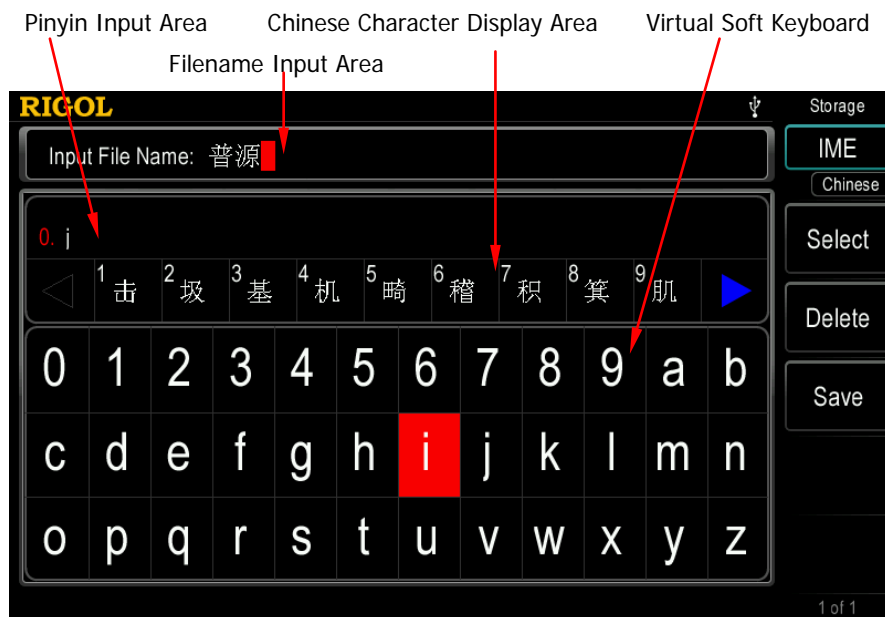 Pinyin Input Area Chinese Character Display Area Virtual Soft Keyboard
Filename Input Area
RIGOL Storage
Input File Name: 普源 IME
Chinese
0. j Select
1 击 2 圾 3 基 4 机 5 畸 6 稽 7 积 8 箕 9 肌
Delete
0 1 2 3 4 5 6 7 8 9 a b
Save
c d e f g h i j k l m n
o p q r s t u v w x y z
1 of 1